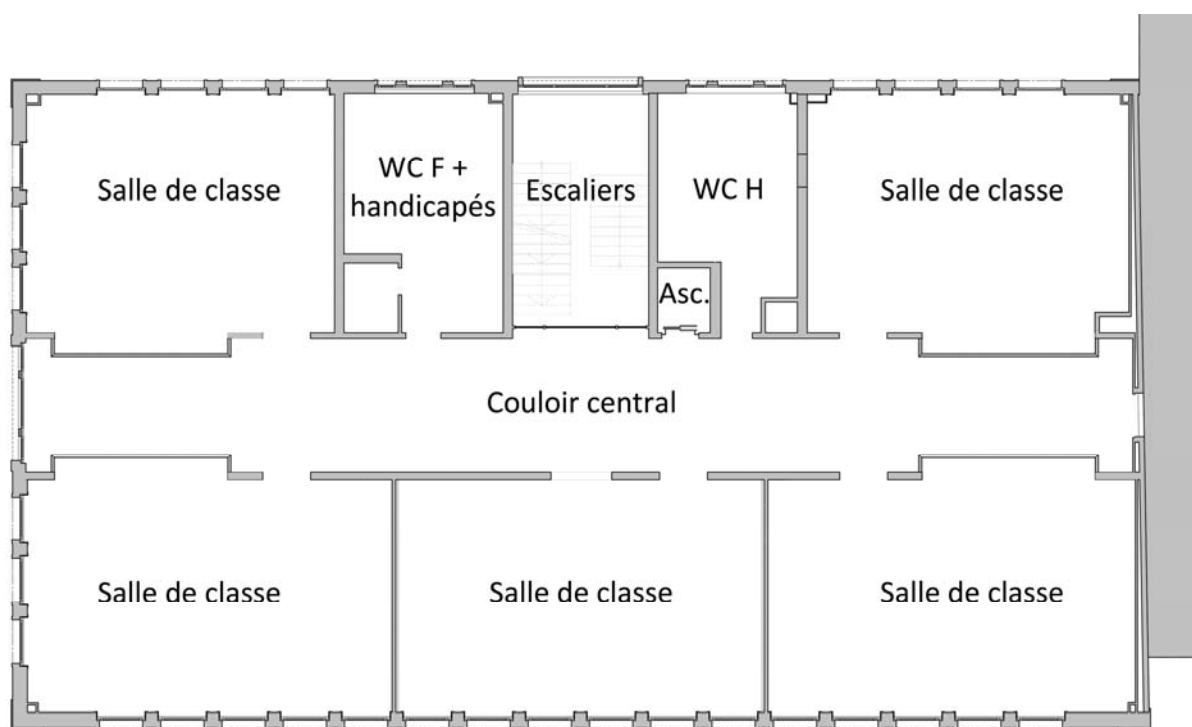 Salle de classe
WC F +
handicapés
Escaliers
WC H
Salle de classe
Asc.
Couloir central
Salle de classe
Salle de classe
Salle de classe